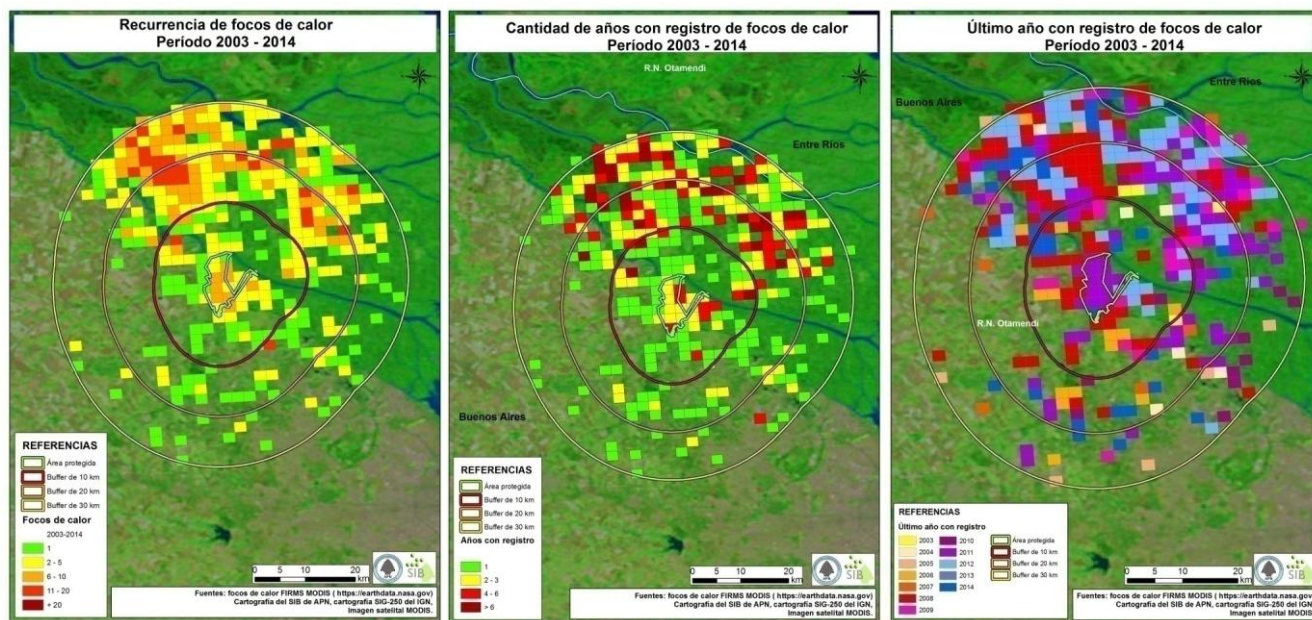 Recurrencia de focos de calor
Período 2003 - 2014
REFERENCIAS
Área protegida
Buffer de 10 km
Buffer de 20 km
Buffer de 30 km
Focos de calor
2003-2014
1
2 - 5
6 - 10
11 - 20
+ 20
0 5 10 20
km
SIB
Fuentes: focos de calor FIRMS MODIS ( https://earthdata.nasa.gov)
Cartografía del SIB de APN, cartografía SIG-250 del IGN,
Imagen satelital MODIS.
Cantidad de años con registro de focos de calor
Período 2003 - 2014
R.N. Otamendi
Entre Ríos
Buenos Aires
REFERENCIAS
Área protegida
Buffer de 10 km
Buffer de 20 km
Buffer de 30 km
Años con registro
1
2 - 3
4 - 6
> 6
0 5 10 20
km
SIB
Fuentes: focos de calor FIRMS MODIS ( https://earthdata.nasa.gov)
Cartografía del SIB de APN, cartografía SIG-250 del IGN,
Imagen satelital MODIS.
Último año con registro de focos de calor
Período 2003 - 2014
Entre Ríos
Buenos Aires
R.N. Otamendi
REFERENCIAS
Último año con registro
2003
2004
2005
2006
2007
2008
2009
2010
2011
2012
2013
2014
Área protegida
Buffer de 10 km
Buffer de 20 km
Buffer de 30 km
0 5 10 20
km
SIB
Fuentes: focos de calor FIRMS MODIS ( https://earthdata.nasa.gov)
Cartografía del SIB de APN, cartografía SIG-250 del IGN,
Imagen satelital MODIS.